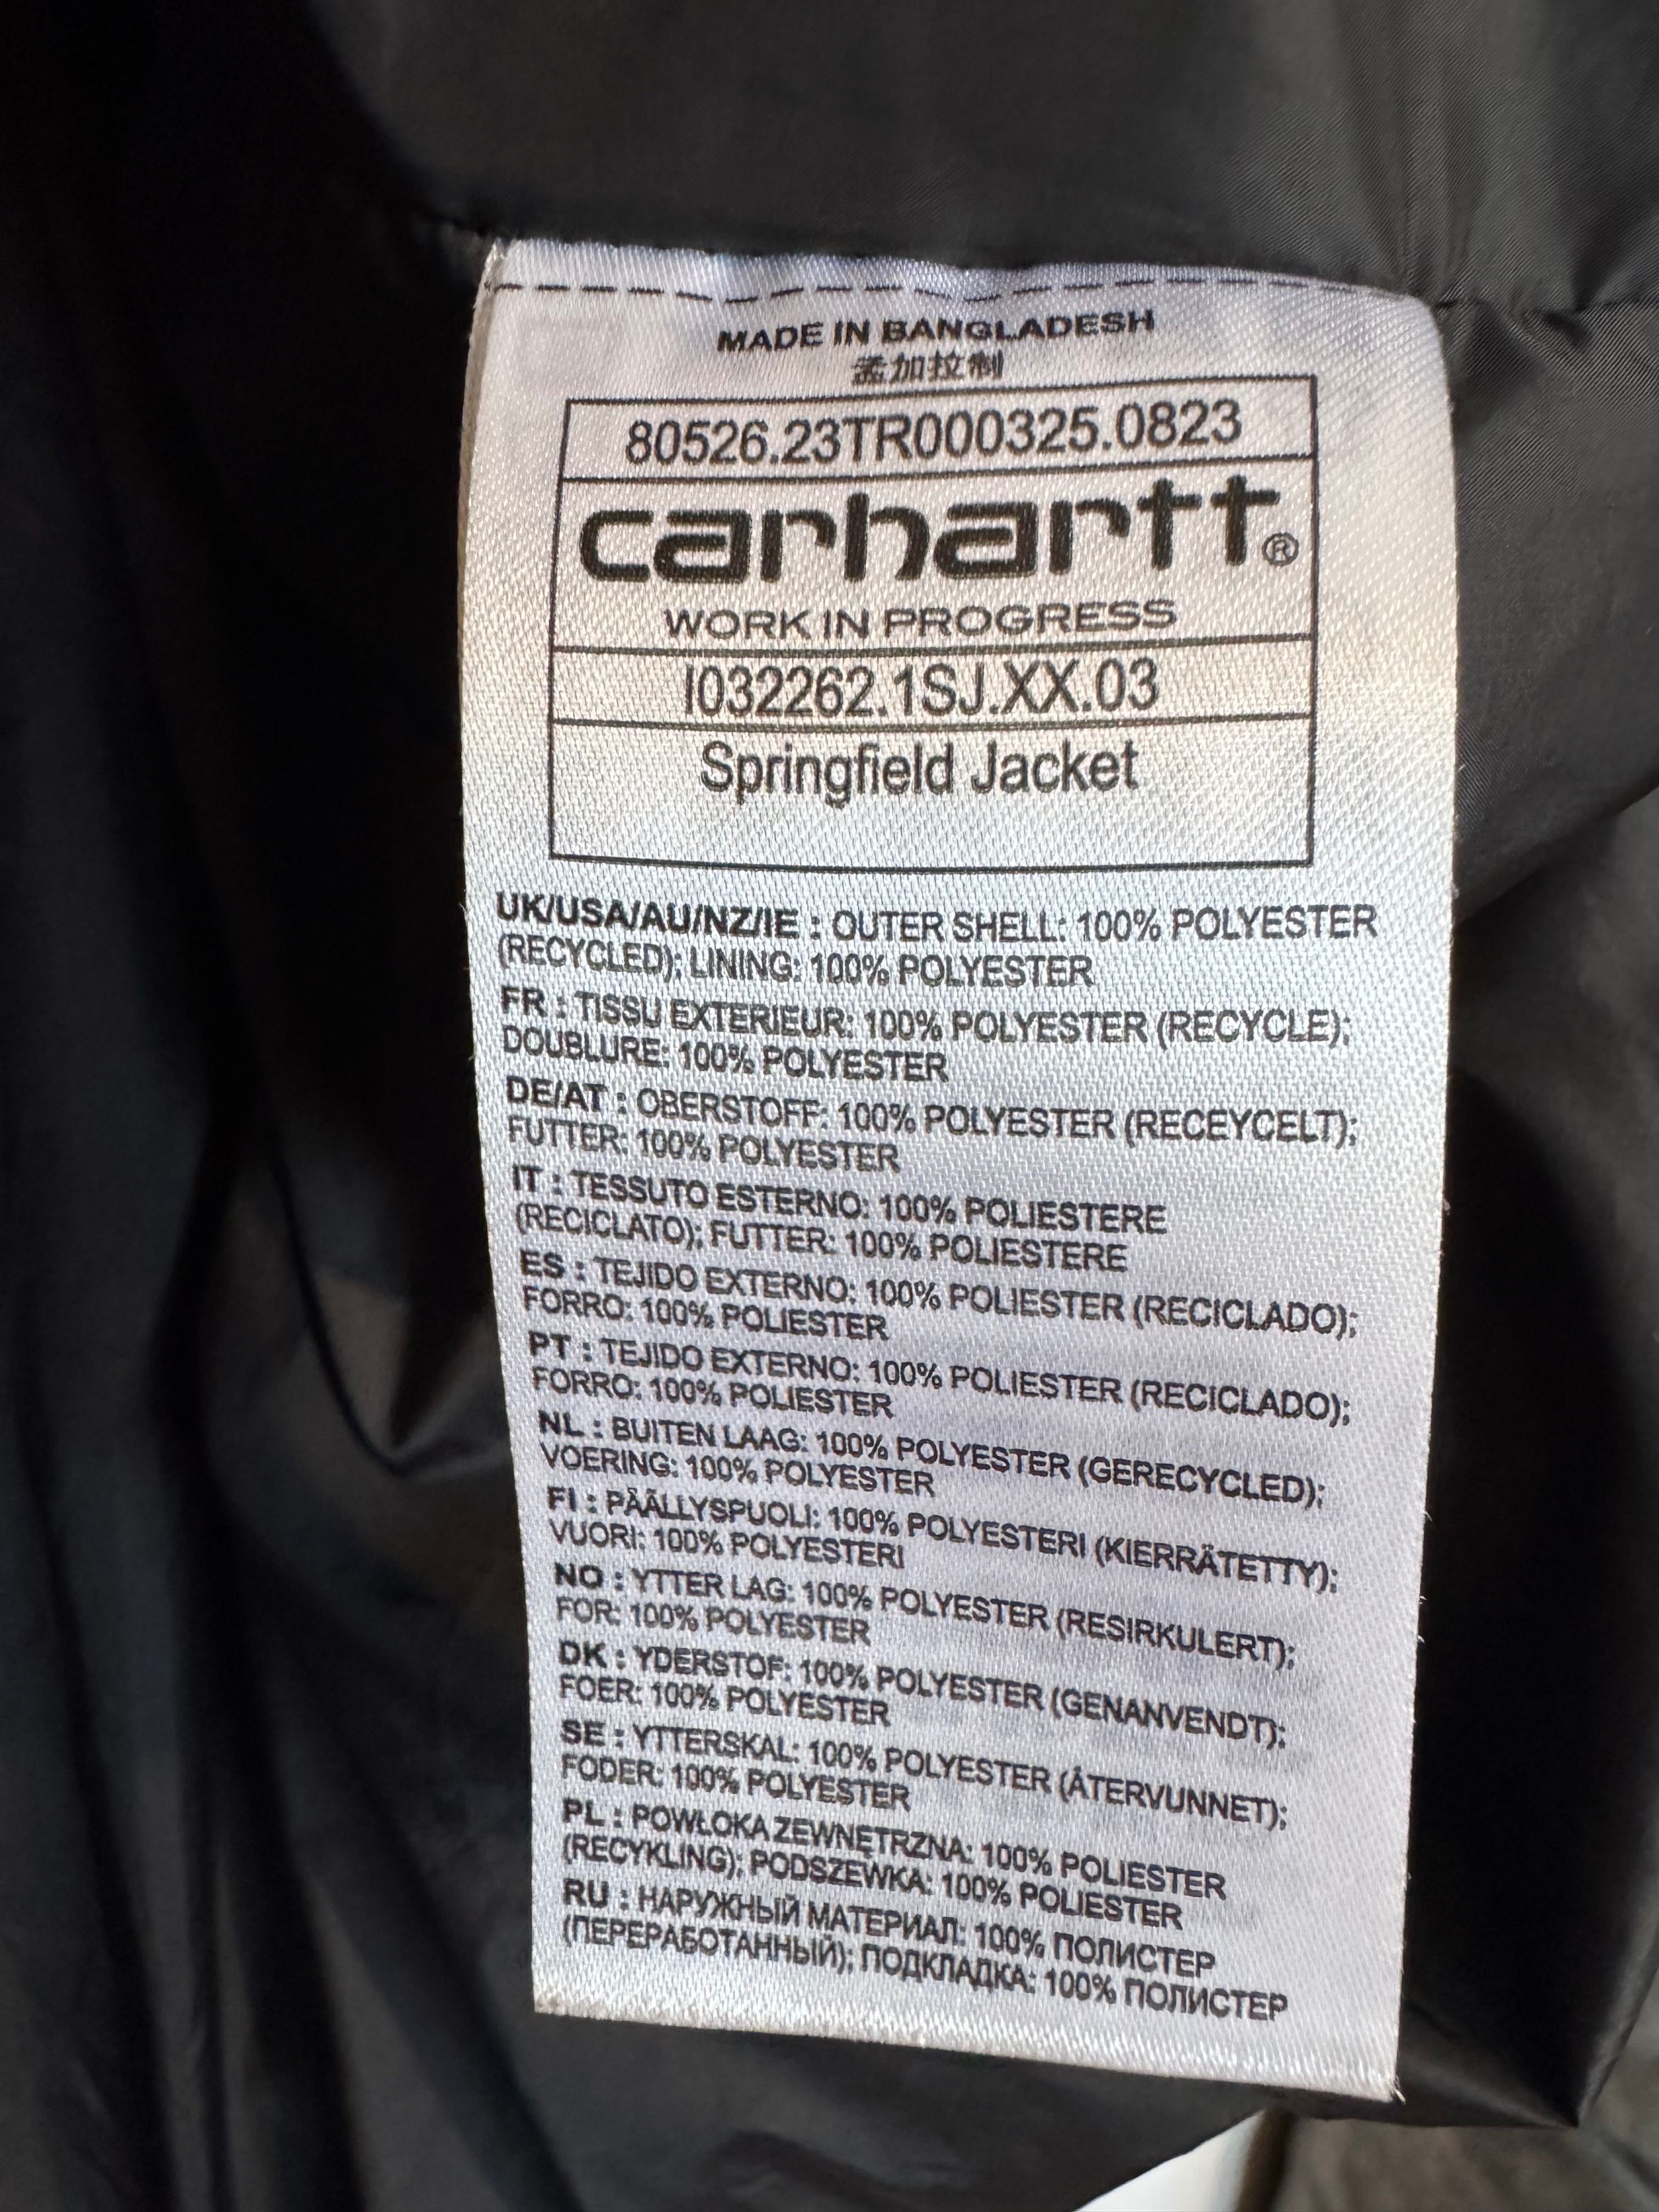 MADE IN BANGLADESH
孟加拉制
80526.23TR000325.0823
carhartt®
WORK IN PROGRESS
I032262.1SJ.XX.03
Springfield Jacket
UK/USA/AU/NZ/IE : OUTER SHELL: 100% POLYESTER
(RECYCLED); LINING: 100% POLYESTER
FR : TISSU EXTERIEUR: 100% POLYESTER (RECYCLE);
DOUBLURE: 100% POLYESTER
DE/AT : OBERSTOFF: 100% POLYESTER (RECEYCELT);
FUTTER: 100% POLYESTER
IT : TESSUTO ESTERNO: 100% POLIESTERE
(RECICLATO); FUTTER: 100% POLIESTERE
ES : TEJIDO EXTERNO: 100% POLIESTER (RECICLADO);
FORRO: 100% POLIESTER
PT : TEJIDO EXTERNO: 100% POLIESTER (RECICLADO);
FORRO: 100% POLIESTER
NL : BUITEN LAAG: 100% POLYESTER (GERECYCLED);
VOERING: 100% POLYESTER
FI : PÄÄLLYSPUOLI: 100% POLYESTERI (KIERRÄTETTY);
VUORI: 100% POLYESTERI
NO : YTTER LAG: 100% POLYESTER (RESIRKULERT);
FOR: 100% POLYESTER
DK : YDERSTOF: 100% POLYESTER (GENANVENDT);
FOER: 100% POLYESTER
SE : YTTERSKAL: 100% POLYESTER (ÅTERVUNNET);
FODER: 100% POLYESTER
PL : POWŁOKA ZEWNĘTRZNA: 100% POLIESTER
(RECYKLING); PODSZEWKA: 100% POLIESTER
RU : НАРУЖНЫЙ МАТЕРИАЛ: 100% ПОЛИСТЕР
(ПЕРЕРАБОТАННЫЙ); ПОДКЛАДКА: 100% ПОЛИСТЕР